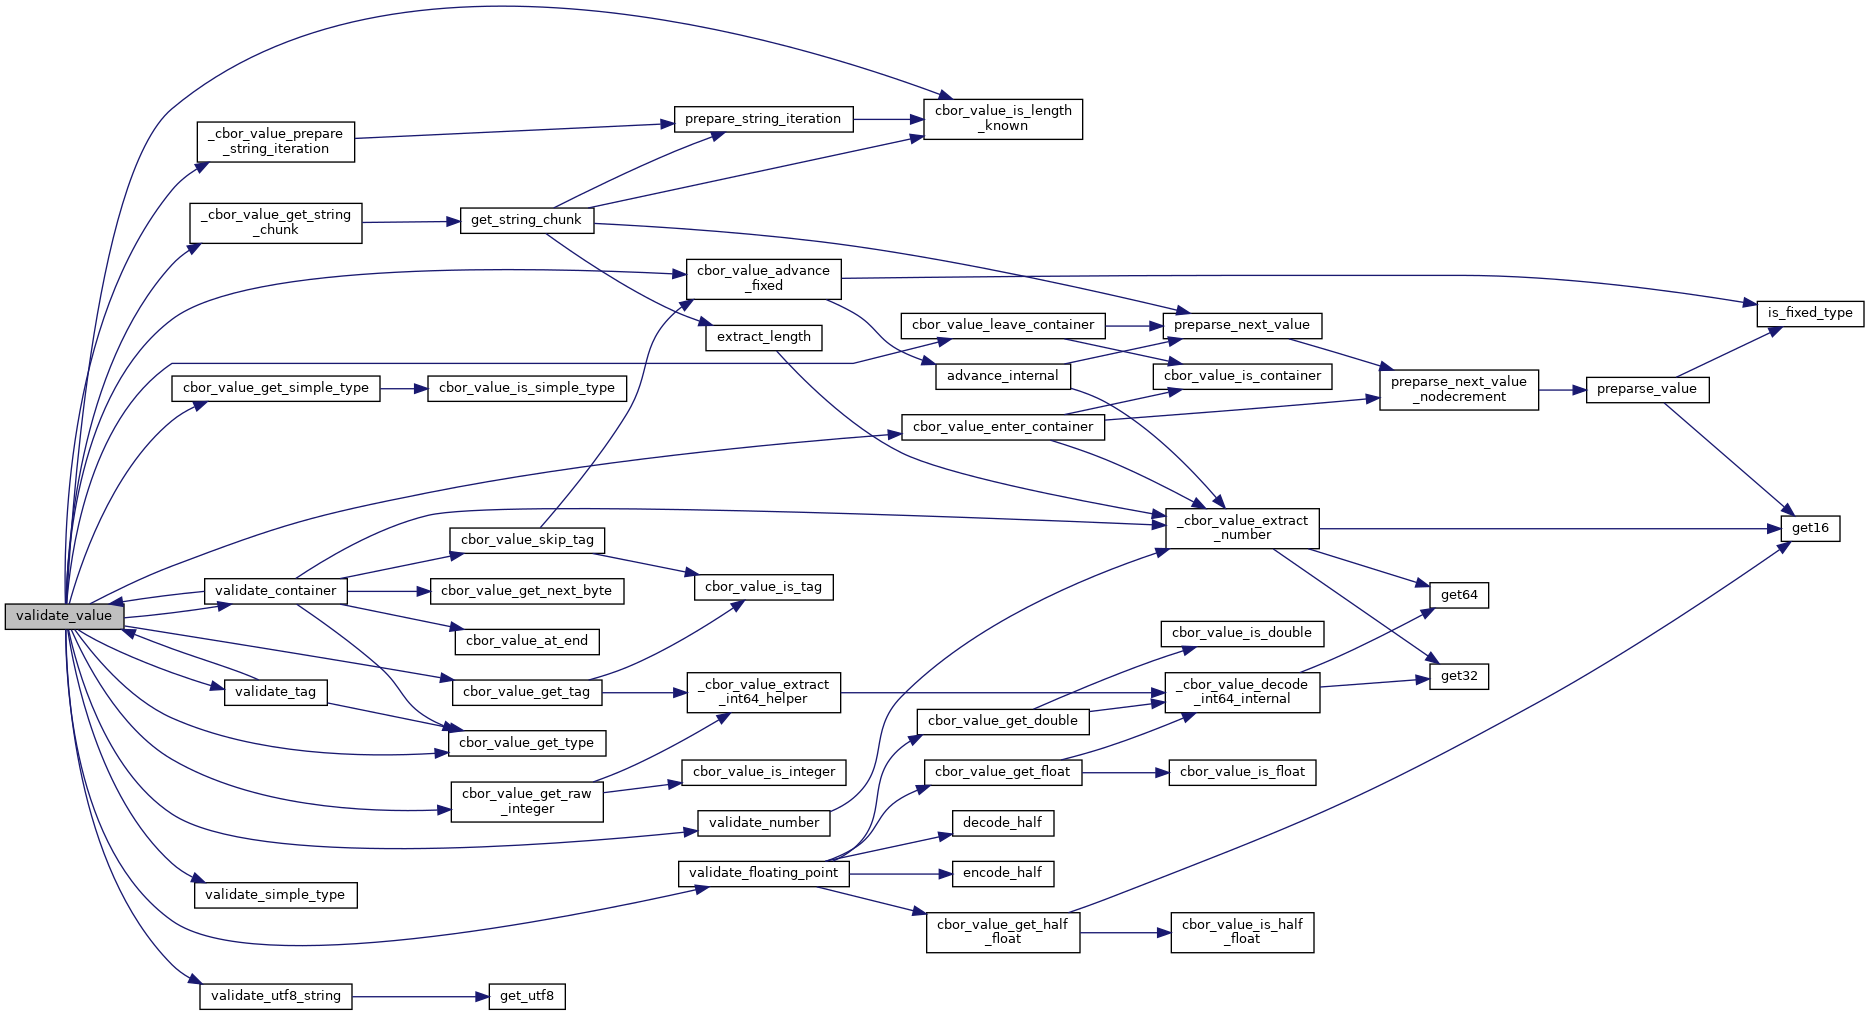 cbor_value_is_length
_known
prepare_string_iteration
_cbor_value_prepare
_string_iteration
_cbor_value_get_string
_chunk
get_string_chunk
cbor_value_advance
_fixed
is_fixed_type
cbor_value_leave_container
preparse_next_value
extract_length
advance_internal
cbor_value_is_container
cbor_value_get_simple_type
cbor_value_is_simple_type
preparse_next_value
_nodecrement
preparse_value
cbor_value_enter_container
_cbor_value_extract
_number
get16
cbor_value_skip_tag
cbor_value_is_tag
validate_container
cbor_value_get_next_byte
get64
validate_value
cbor_value_at_end
cbor_value_is_double
get32
validate_tag
cbor_value_get_tag
_cbor_value_extract
_int64_helper
_cbor_value_decode
_int64_internal
cbor_value_get_double
cbor_value_get_type
cbor_value_is_integer
cbor_value_get_float
cbor_value_is_float
cbor_value_get_raw
_integer
validate_number
decode_half
validate_floating_point
encode_half
validate_simple_type
cbor_value_get_half
_float
cbor_value_is_half
_float
validate_utf8_string
get_utf8